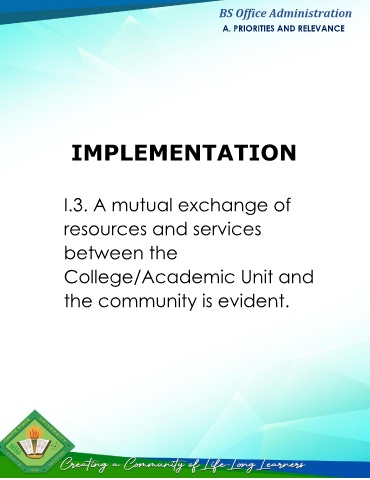 BS Office Administration
A. PRIORITIES AND RELEVANCE
IMPLEMENTATION
I.3. A mutual exchange of
resources and services
between the
College/Academic Unit and
the community is evident.
Creating a Community of Life-Long Learners